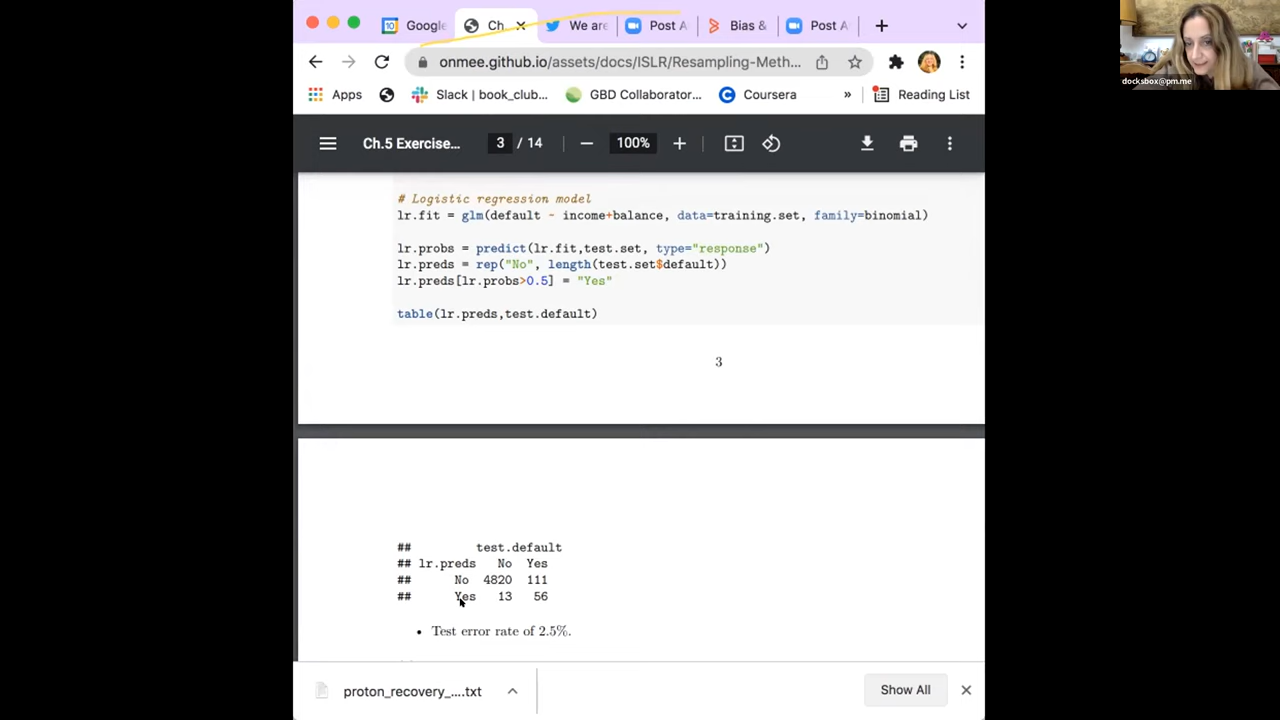 Google
Ch.
We are
Post A
Bias &
Post A
onmee.github.io/assets/docs/ISLR/Resampling-Meth...
Apps
Slack | book_club...
GBD Collaborator...
Coursera
»
Reading List
docksbox@pm.me
Ch.5 Exercise...
3 / 14
100%
# Logistic regression model
lr.fit = glm(default ~ income+balance, data=training.set, family=binomial)
lr.probs = predict(lr.fit,test.set, type="response")
lr.preds = rep("No", length(test.set$default))
lr.preds[lr.probs>0.5] = "Yes"
table(lr.preds,test.default)
3
## test.default
## lr.preds No Yes
## No 4820 111
## Yes 13 56
• Test error rate of 2.5%.
proton_recovery_....txt
Show All